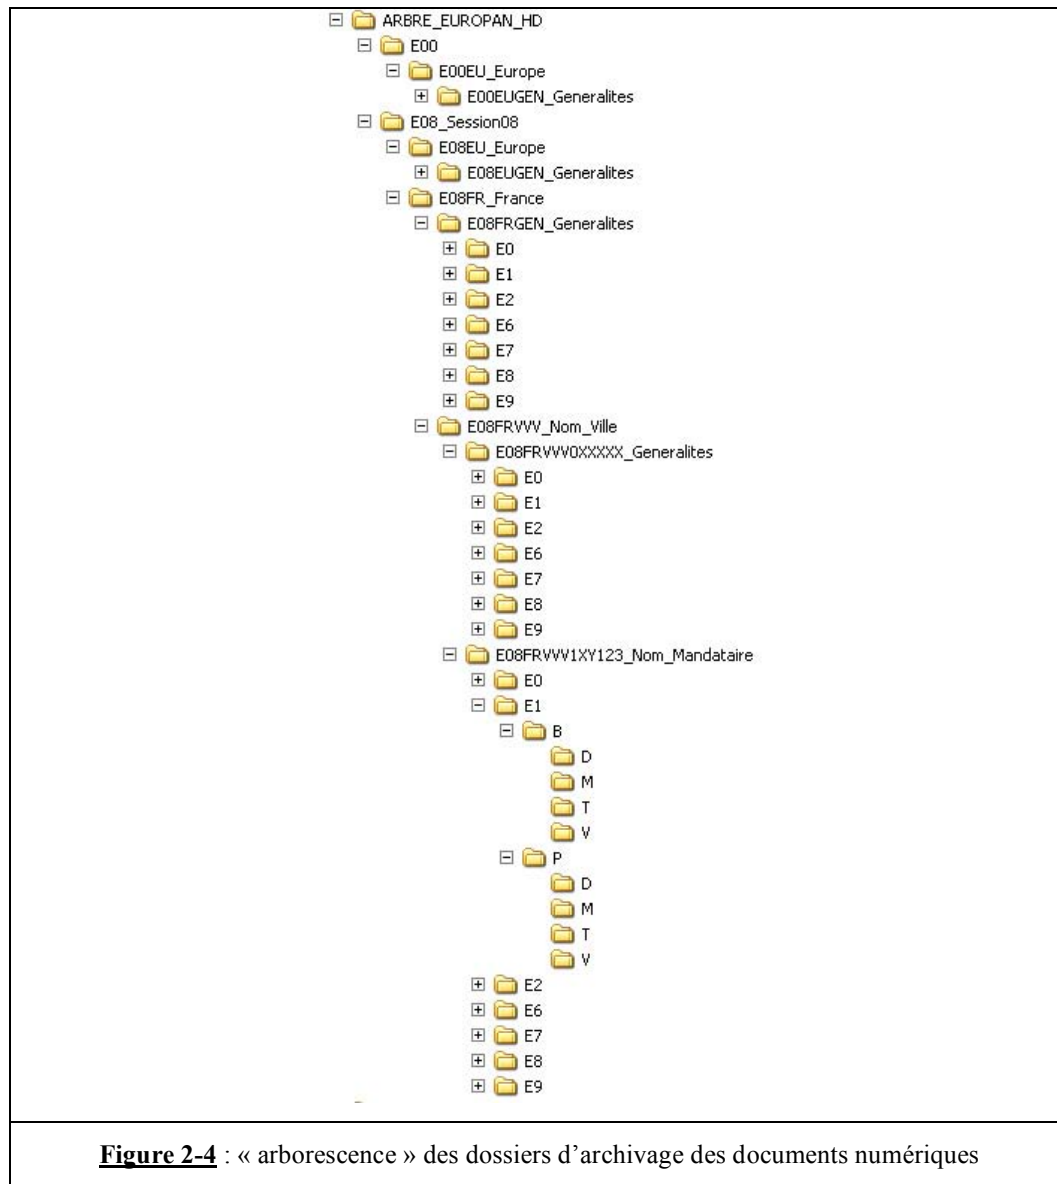 ARBRE_EUROPAN_HD
E00
E00EU_Europe
E00EUGEN_Generalites
E08_Session08
E08EU_Europe
E08EUGEN_Generalites
E08FR_France
E08FRGEN_Generalites
E0
E1
E2
E6
E7
E8
E9
E08FRVVV_Nom_Ville
E08FRVVV0XXXXX_Generalites
E0
E1
E2
E6
E7
E8
E9
E08FRVVV1XY123_Nom_Mandataire
E0
E1
B
D
M
T
V
P
D
M
T
V
E2
E6
E7
E8
E9
Figure 2-4 : « arborescence » des dossiers d'archivage des documents numériques